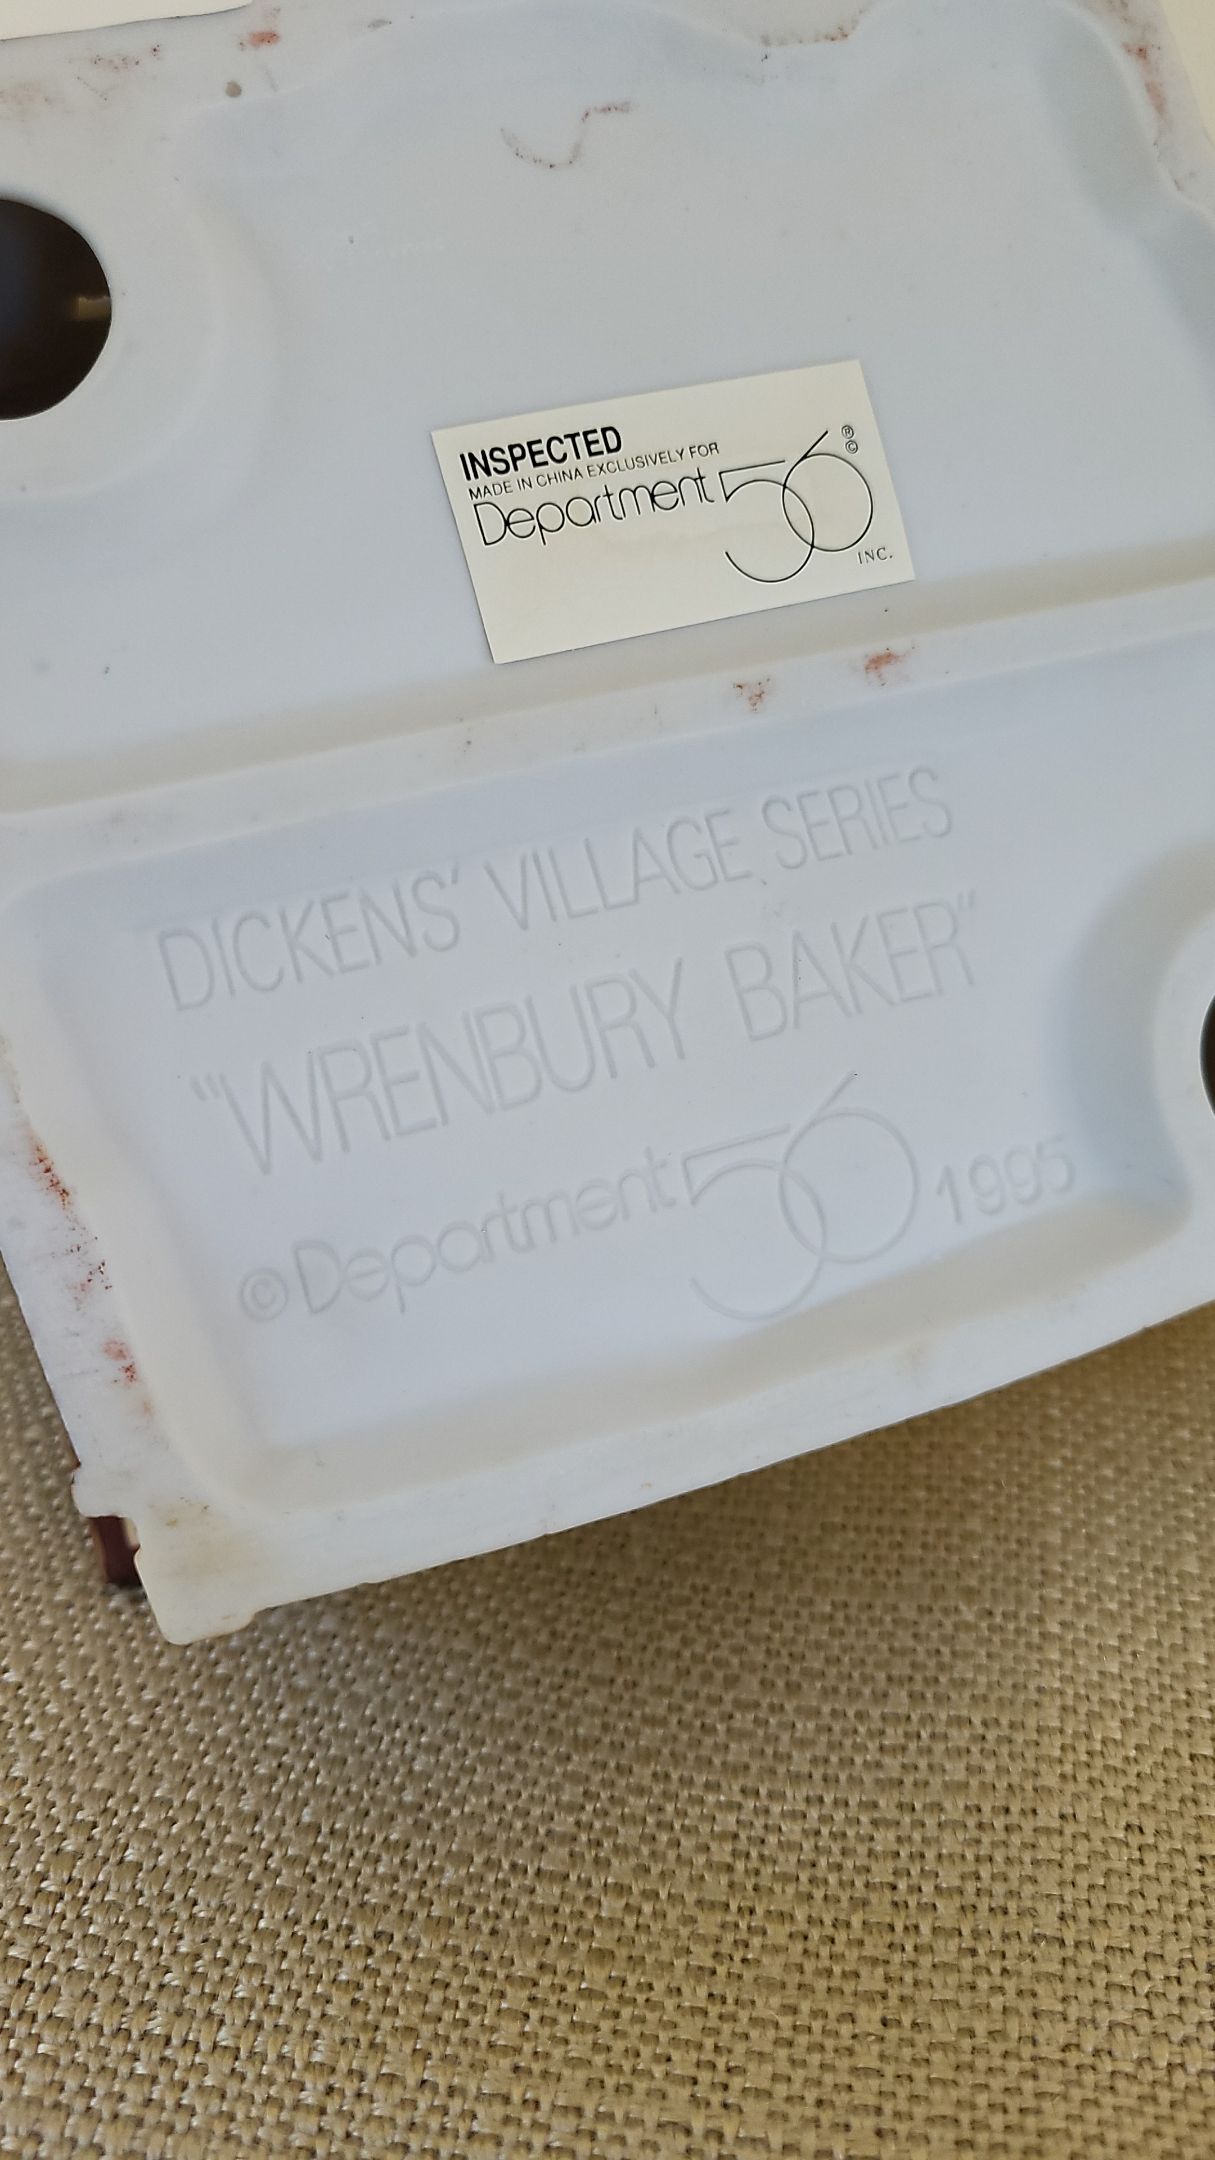 INSPECTED
MADE IN CHINA EXCLUSIVELY FOR
Department 56 ® ©
INC.
DICKENS' VILLAGE SERIES
"WRENBURY BAKER"
© Department 56 1995